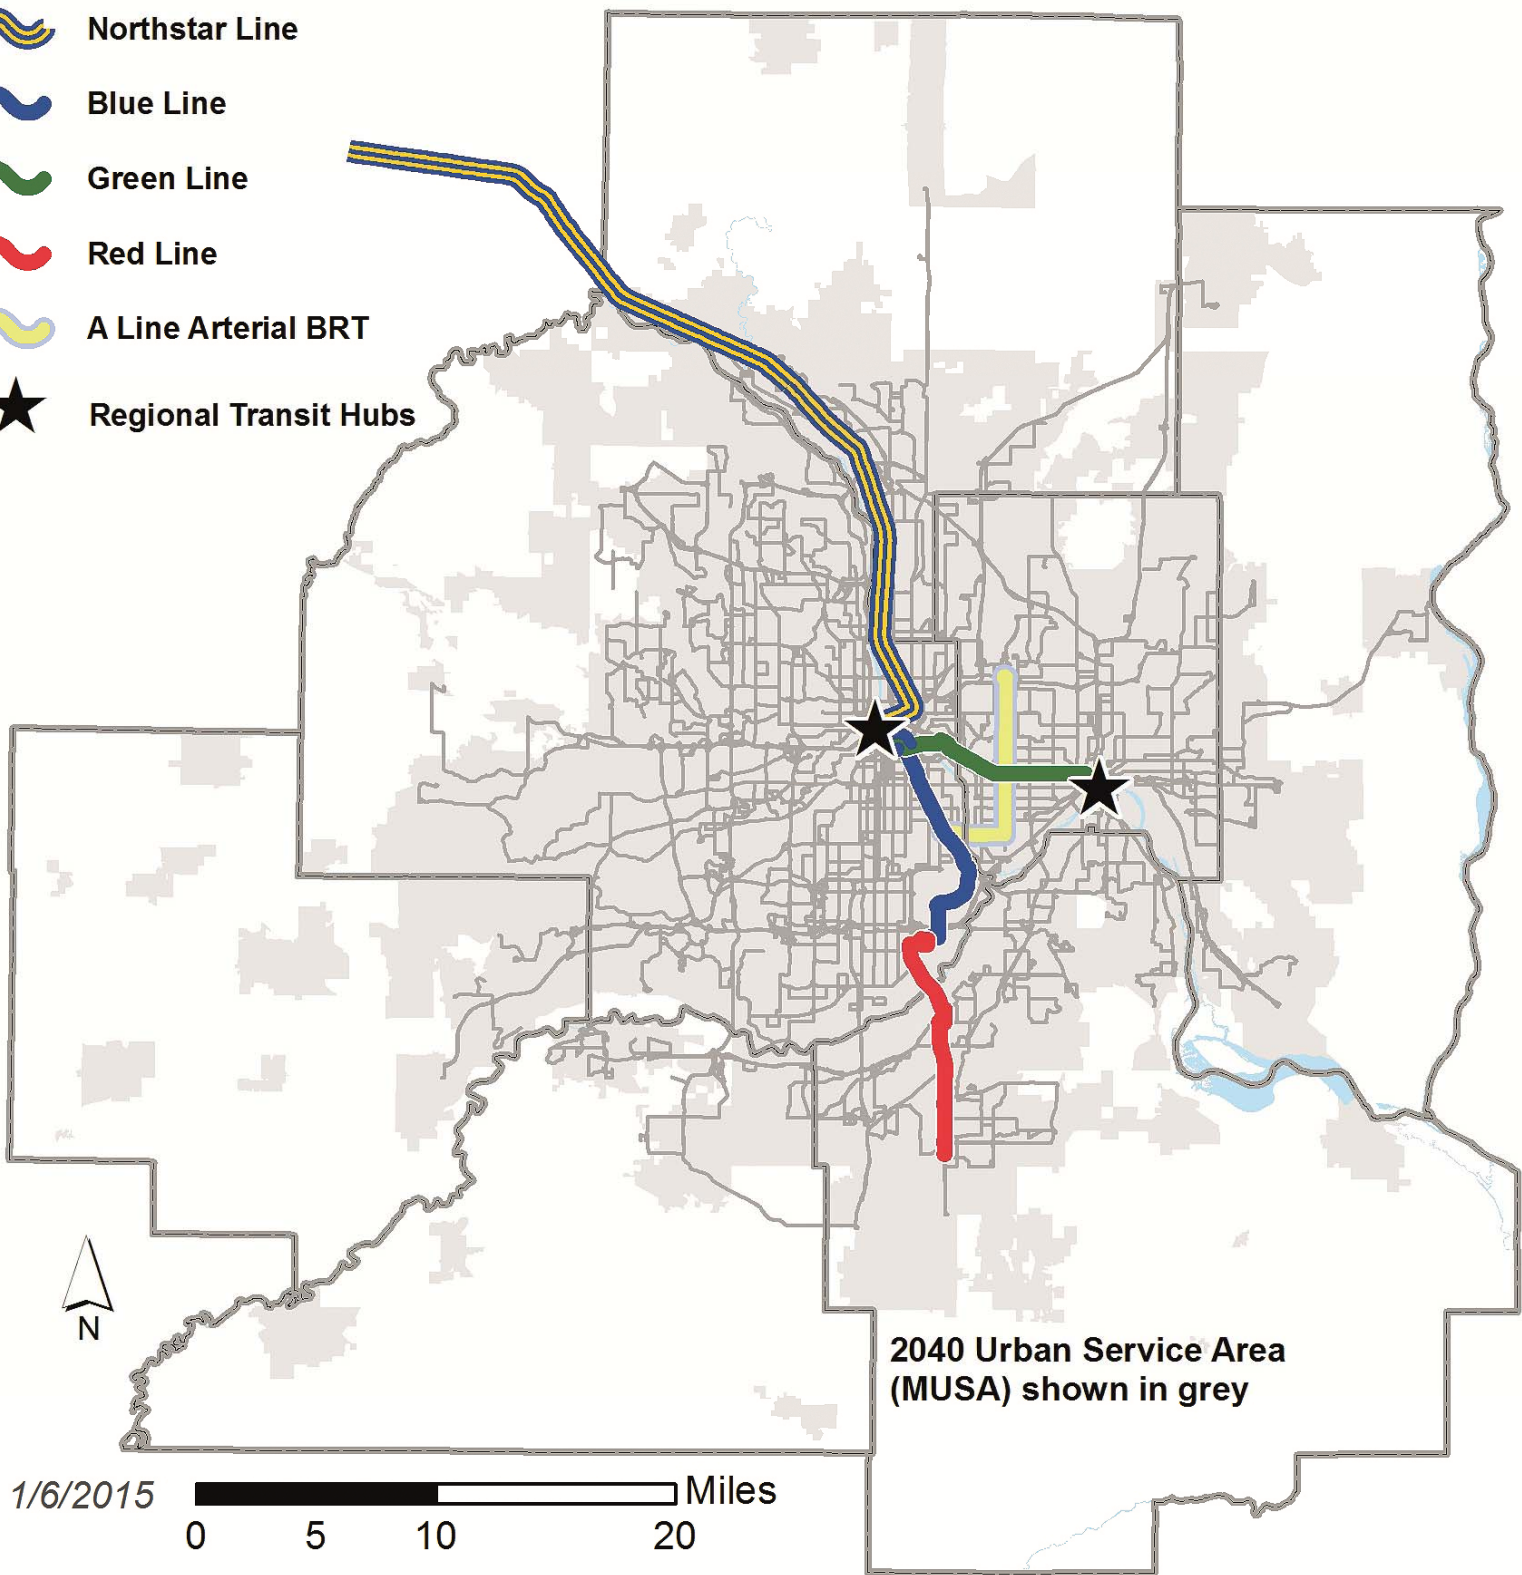 Northstar Line
Blue Line
Green Line
Red Line
A Line Arterial BRT
Regional Transit Hubs
N
2040 Urban Service Area
(MUSA) shown in grey
1/6/2015
Miles
0 5 10 20